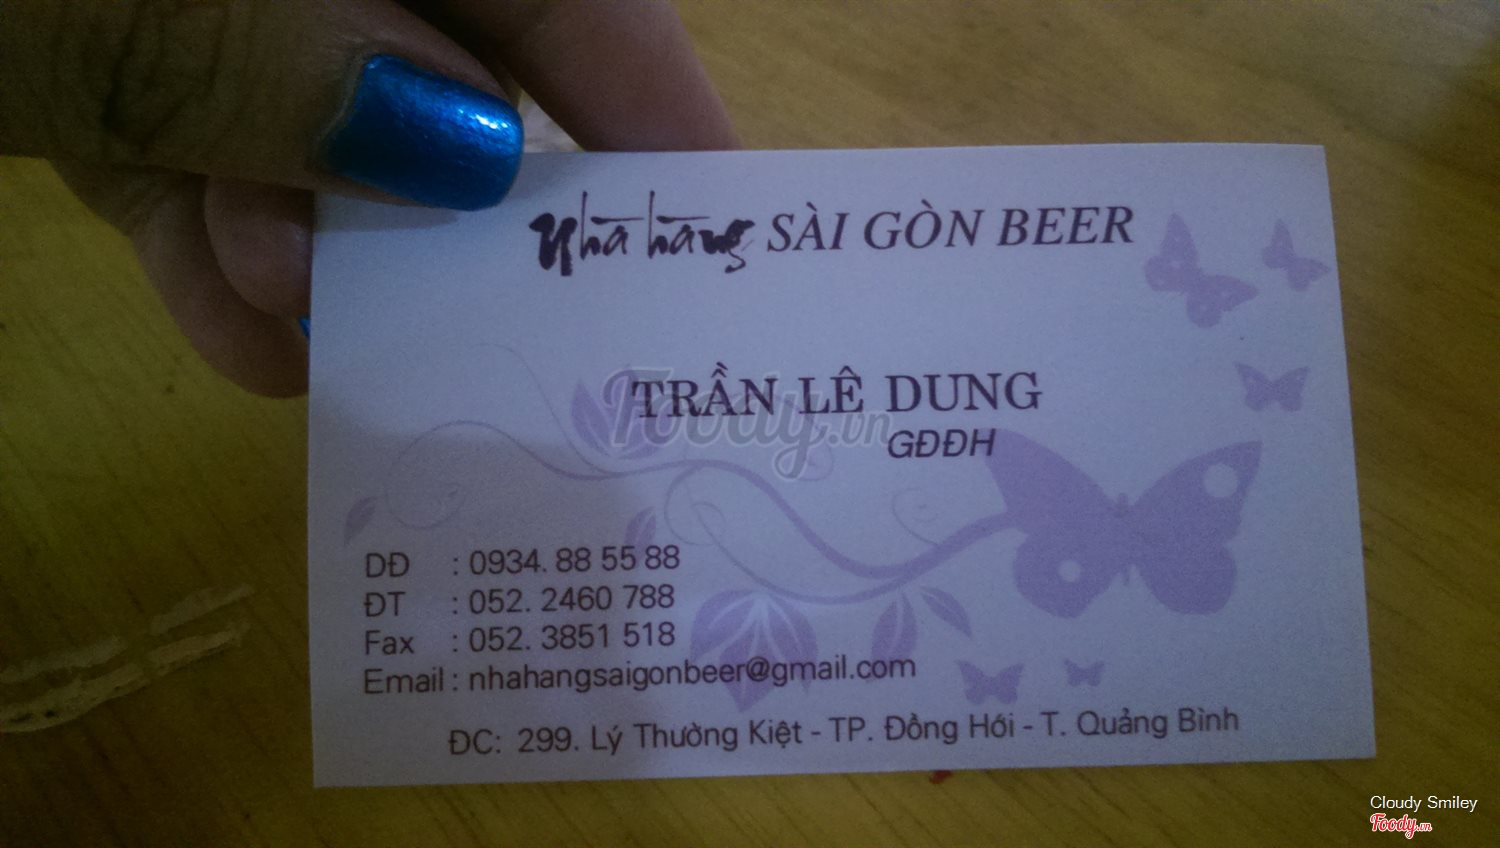 Nhà hàng SÀI GÒN BEER
TRẦN LÊ DUNG
Foody.vn
GĐĐH
DĐ : 0934. 88 55 88
ĐT : 052. 2460 788
Fax : 052. 3851 518
Email : nhahangsaigonbeer@gmail.com
ĐC: 299. Lý Thường Kiệt - TP. Đồng Hới - T. Quảng Bình
Cloudy Smiley
Foody.vn